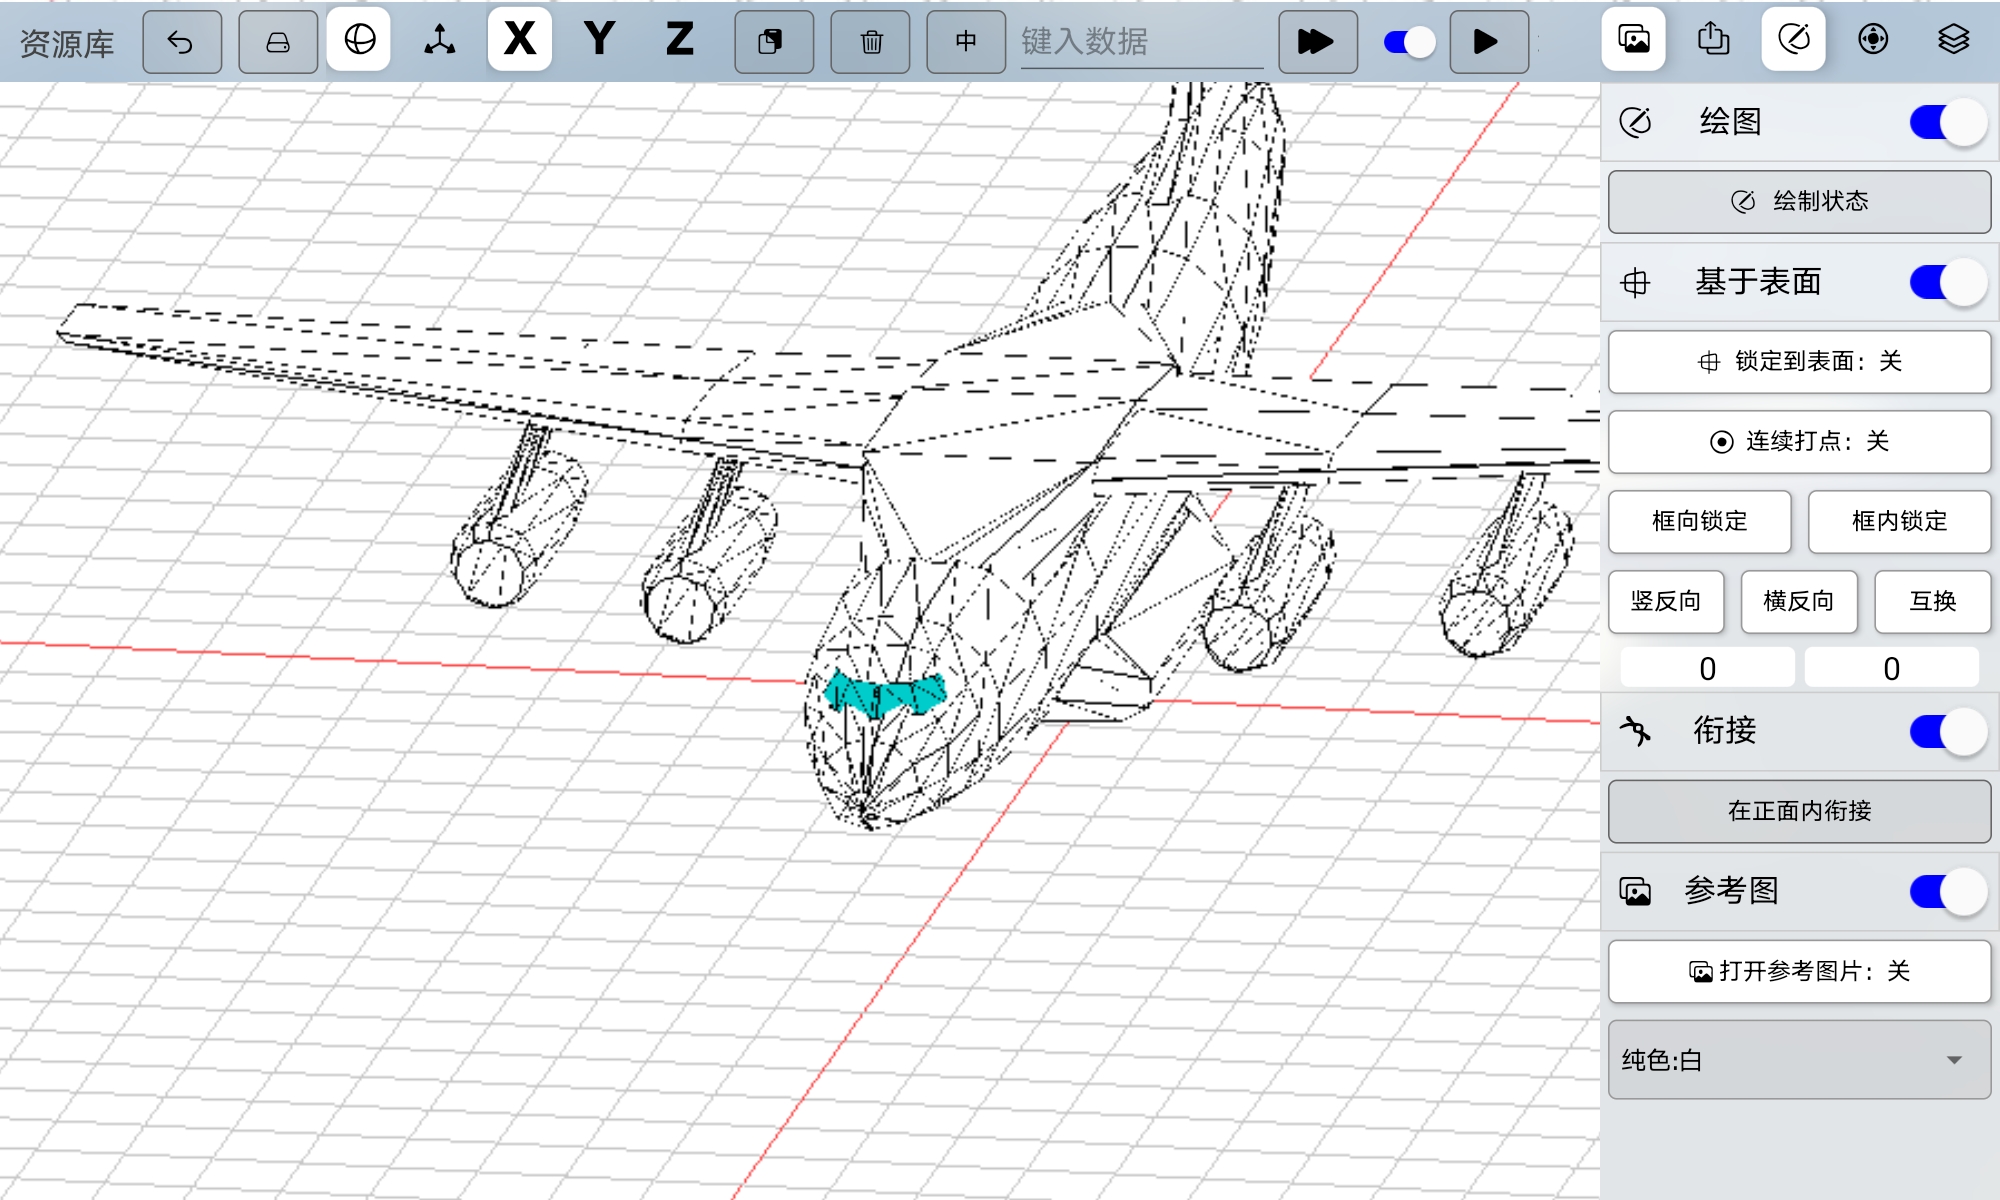 资源库 X Y Z 中 键入数据
绘图
绘制状态
基于表面
锁定到表面：关
连续打点：关
框向锁定 框内锁定
竖反向 横反向 互换
0 0
衔接
在正面内衔接
参考图
打开参考图片：关
纯色:白